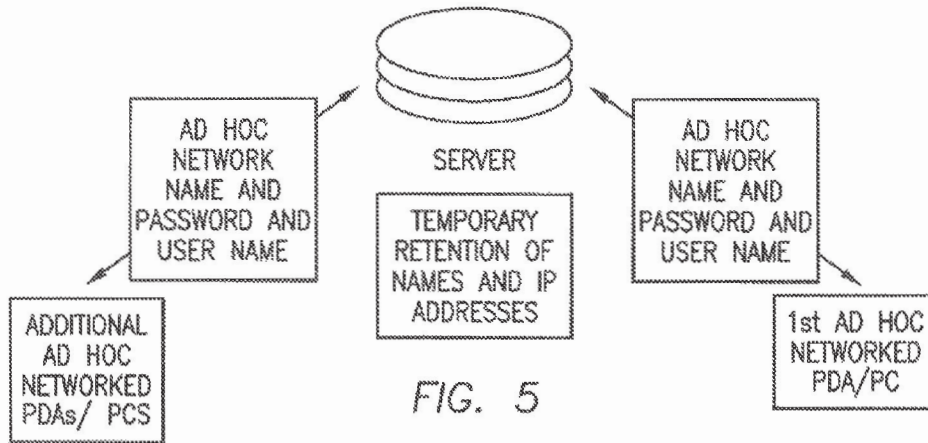 AD HOC
NETWORK
NAME AND
PASSWORD AND
USER NAME
SERVER
AD HOC
NETWORK
NAME AND
PASSWORD AND
USER NAME
TEMPORARY
RETENTION OF
NAMES AND IP
ADDRESSES
ADDITIONAL
AD HOC
NETWORKED
PDAs/ PCS
1st AD HOC
NETWORKED
PDA/PC
FIG. 5